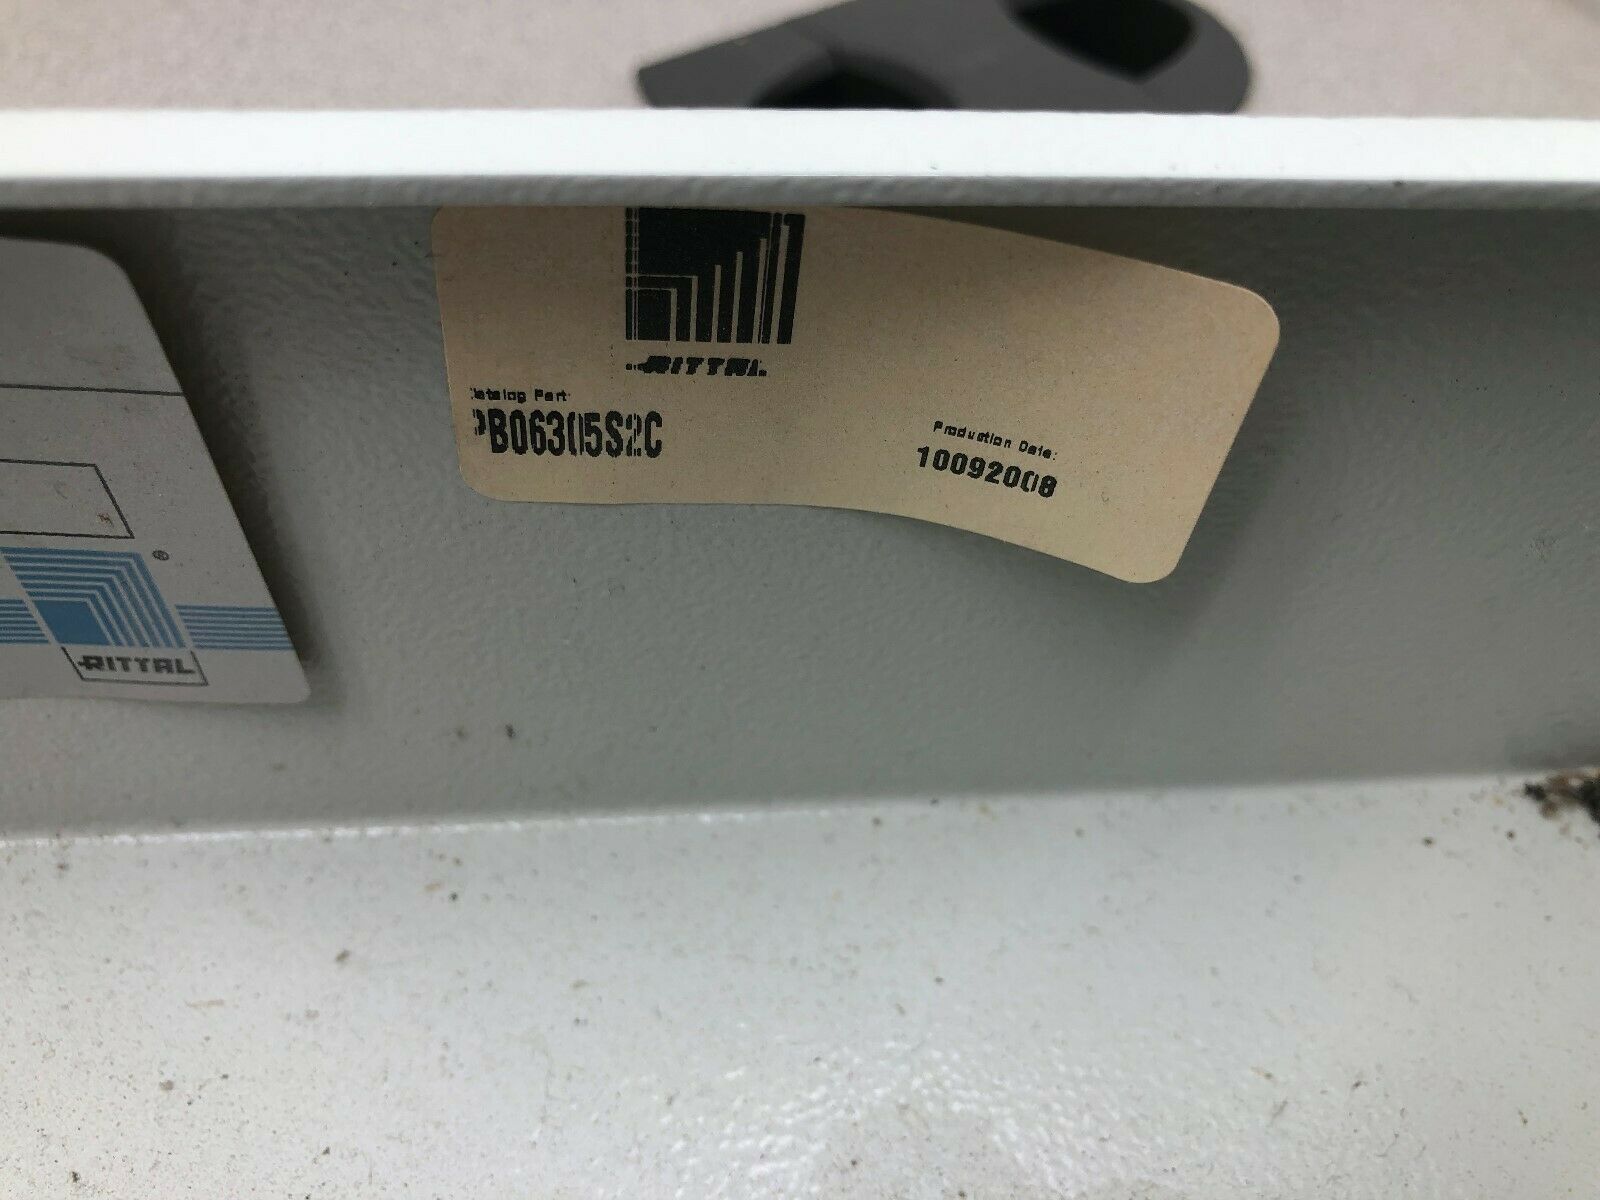 RITTAL
Catalog Part:
PB06305S2C
Production Date:
10092008
®
RITTAL